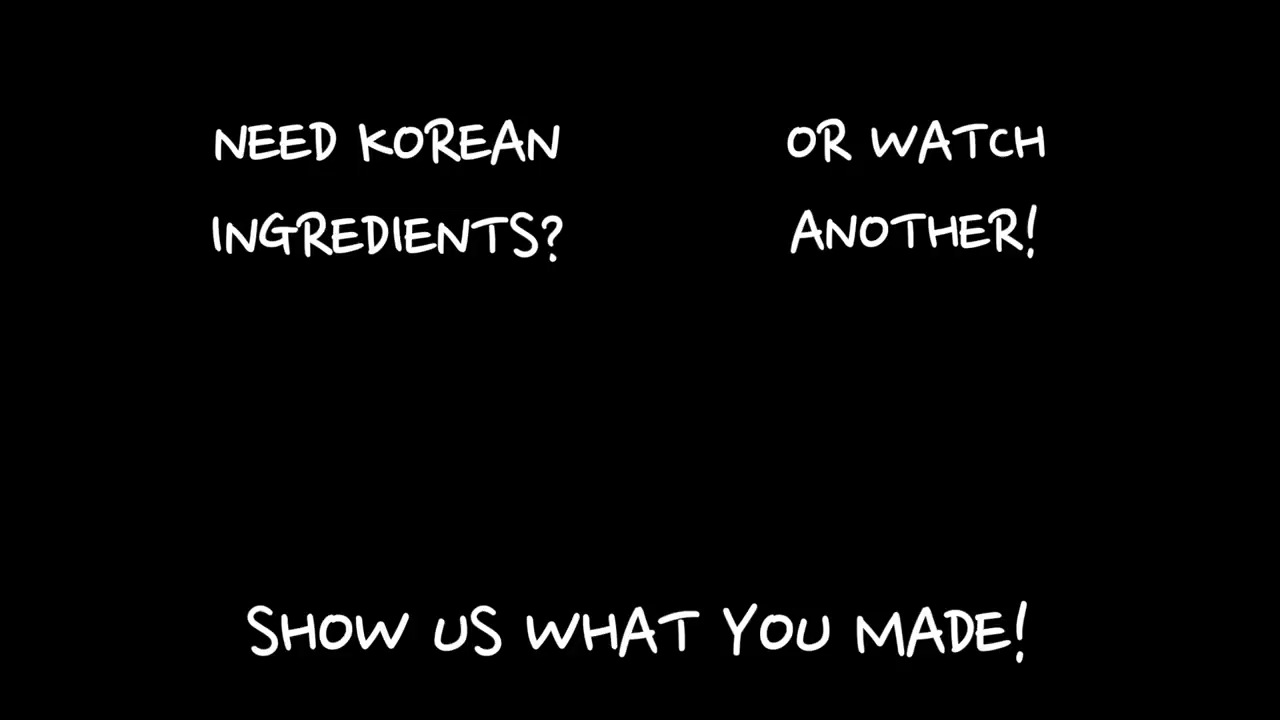 NEED KOREAN
INGREDIENTS?
OR WATCH
ANOTHER!
SHOW US WHAT YOU MADE!